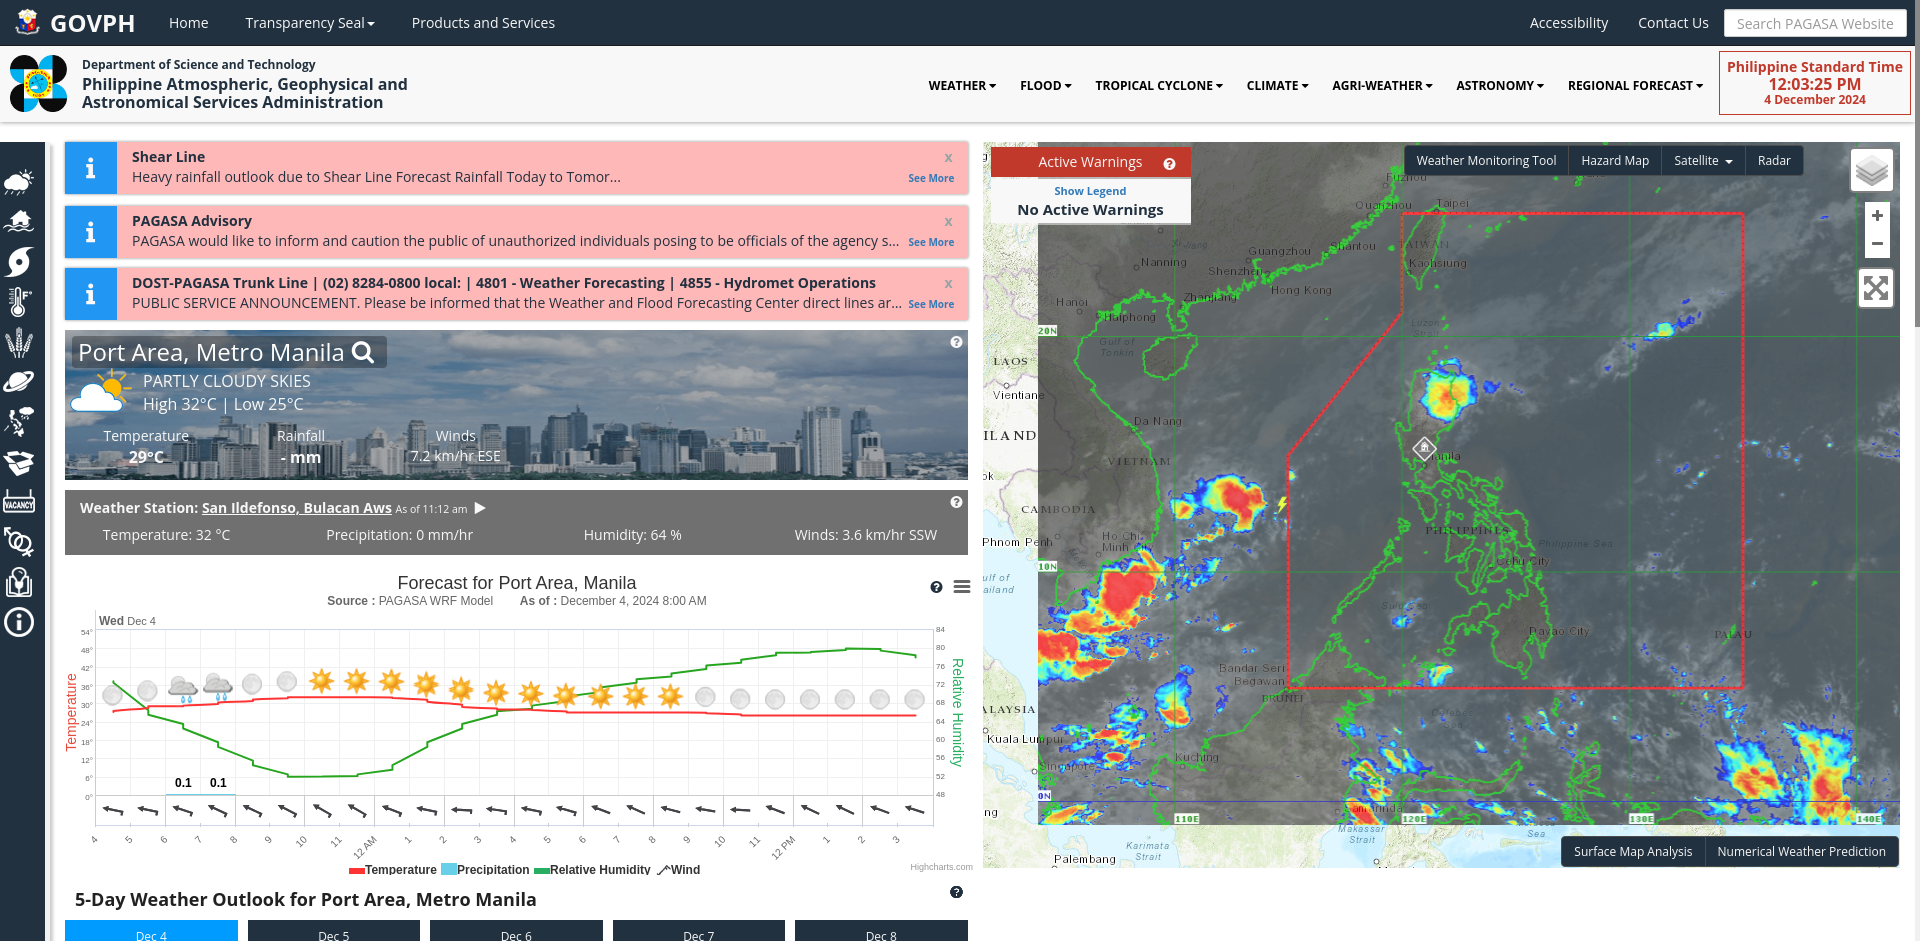 GOVPH
Home
Transparency Seal
Products and Services
Accessibility
Contact Us
Search PAGASA Website
Department of Science and Technology
Philippine Atmospheric, Geophysical and
Astronomical Services Administration
WEATHER
FLOOD
TROPICAL CYCLONE
CLIMATE
AGRI-WEATHER
ASTRONOMY
REGIONAL FORECAST
Philippine Standard Time
12:03:25 PM
4 December 2024
VACANCY
Shear Line
x
Heavy rainfall outlook due to Shear Line Forecast Rainfall Today to Tomor...
See More
PAGASA Advisory
x
PAGASA would like to inform and caution the public of unauthorized individuals posing to be officials of the agency s...
See More
DOST-PAGASA Trunk Line | (02) 8284-0800 local: | 4801 - Weather Forecasting | 4855 - Hydromet Operations
x
PUBLIC SERVICE ANNOUNCEMENT. Please be informed that the Weather and Flood Forecasting Center direct lines ar...
See More
Port Area, Metro Manila
PARTLY CLOUDY SKIES
High 32°C | Low 25°C
Temperature
29°C
Rainfall
- mm
Winds
7.2 km/hr ESE
Weather Station: San Ildefonso, Bulacan Aws As of 11:12 am
Temperature: 32 °C
Precipitation: 0 mm/hr
Humidity: 64 %
Winds: 3.6 km/hr SSW
Forecast for Port Area, Manila
Source : PAGASA WRF Model As of : December 4, 2024 8:00 AM
Wed Dec 4
Temperature
54°
48°
42°
36°
30°
24°
18°
12°
6°
0°
0.1
0.1
84
80
76
72
68
64
60
56
52
48
Relative Humidity
4 5 6 7 8 9 10 11 12 AM 1 2 3 4 5 6 7 8 9 10 11 12 PM 1 2 3
Temperature Precipitation Relative Humidity Wind
Highcharts.com
5-Day Weather Outlook for Port Area, Metro Manila
Dec 4
Dec 5
Dec 6
Dec 7
Dec 8
Active Warnings
Show Legend
No Active Warnings
Weather Monitoring Tool
Hazard Map
Satellite
Radar
+
−
Fuzhou
Quanzhou
Taipei
TAIWAN
Kaohsiung
Shantou
Guangzhou
Shenzhen
Hong Kong
Nanning
Zhanjiang
Hanoi
Haiphong
Gulf of
Tonkin
Luzon
Strait
20N
LAOS
Vientiane
Da Nang
ILAND
VIETNAM
Manila
CAMBODIA
Phnom Penh
Ho Chi
Minh
PHILIPPINES
Philippine Sea
Cebu City
10N
ulf of
ailand
Sulu Sea
Davao City
PALAU
Bandar Seri
Begawan
BRUNEI
ALAYSIA
Kuala Lumpur
Kuching
Singapore
0N
ng
Samarinda
110E
120E
130E
140E
Makassar
Strait
Karimata
Strait
Sea
Palembang
Surface Map Analysis
Numerical Weather Prediction